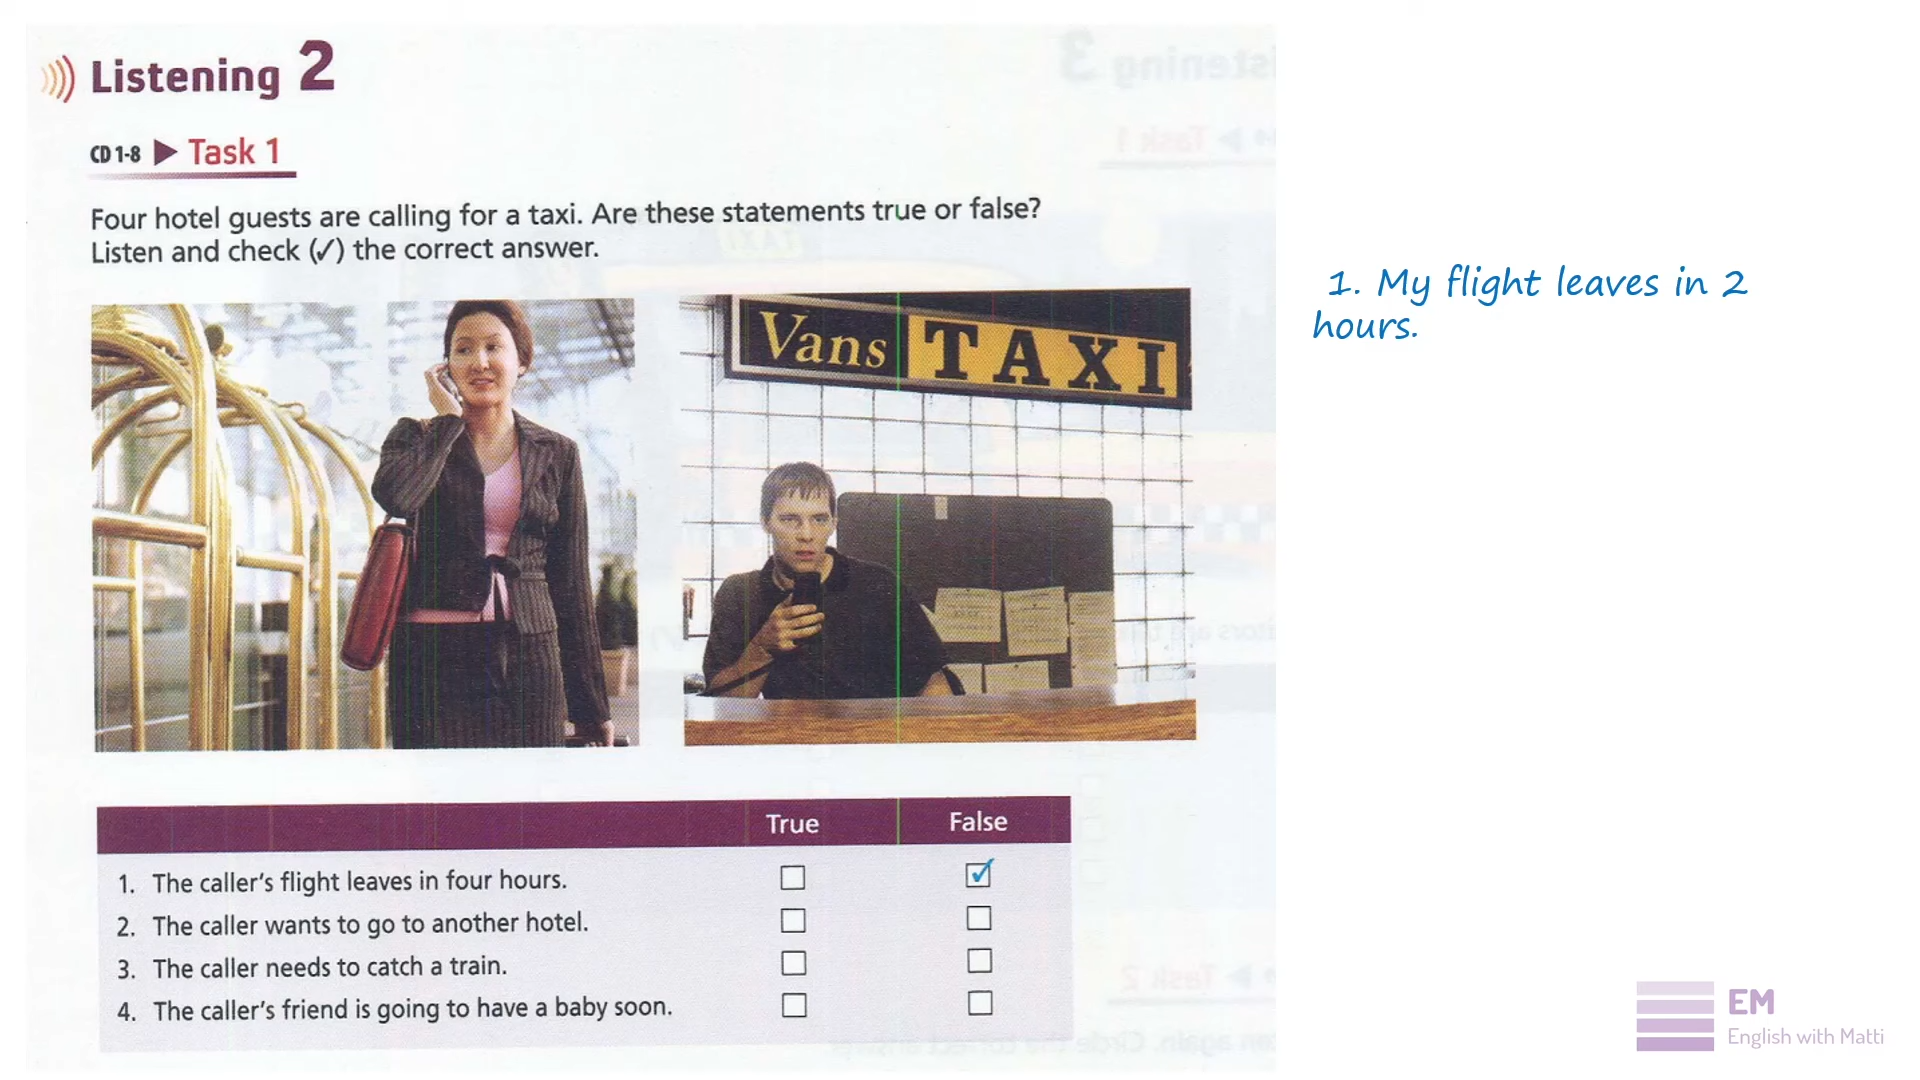 Listening 2
CD 1-8 ▶ Task 1
Four hotel guests are calling for a taxi. Are these statements true or false?
Listen and check (✓) the correct answer.
Vans TAXI
True False
1. The caller's flight leaves in four hours.
2. The caller wants to go to another hotel.
3. The caller needs to catch a train.
4. The caller's friend is going to have a baby soon.
1. My flight leaves in 2
hours.
EM
English with Matti